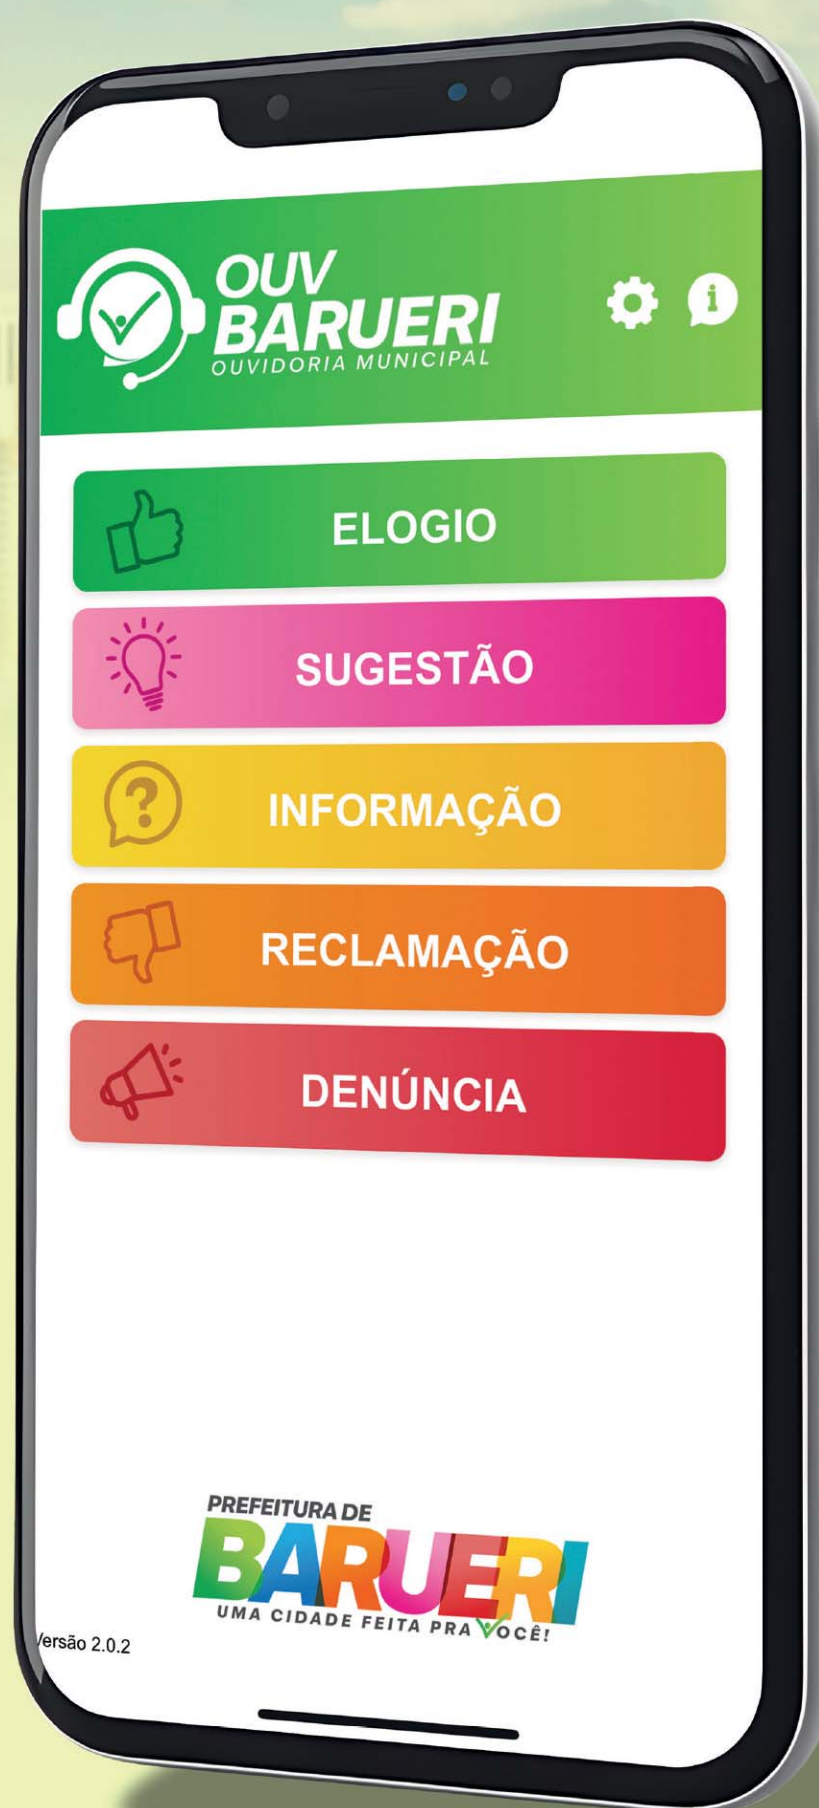 OUV
BARUERI
OUVIDORIA MUNICIPAL
ELOGIO
SUGESTÃO
INFORMAÇÃO
RECLAMAÇÃO
DENÚNCIA
PREFEITURA DE
BARUERI
UMA CIDADE FEITA PRA VOCÊ!
Versão 2.0.2